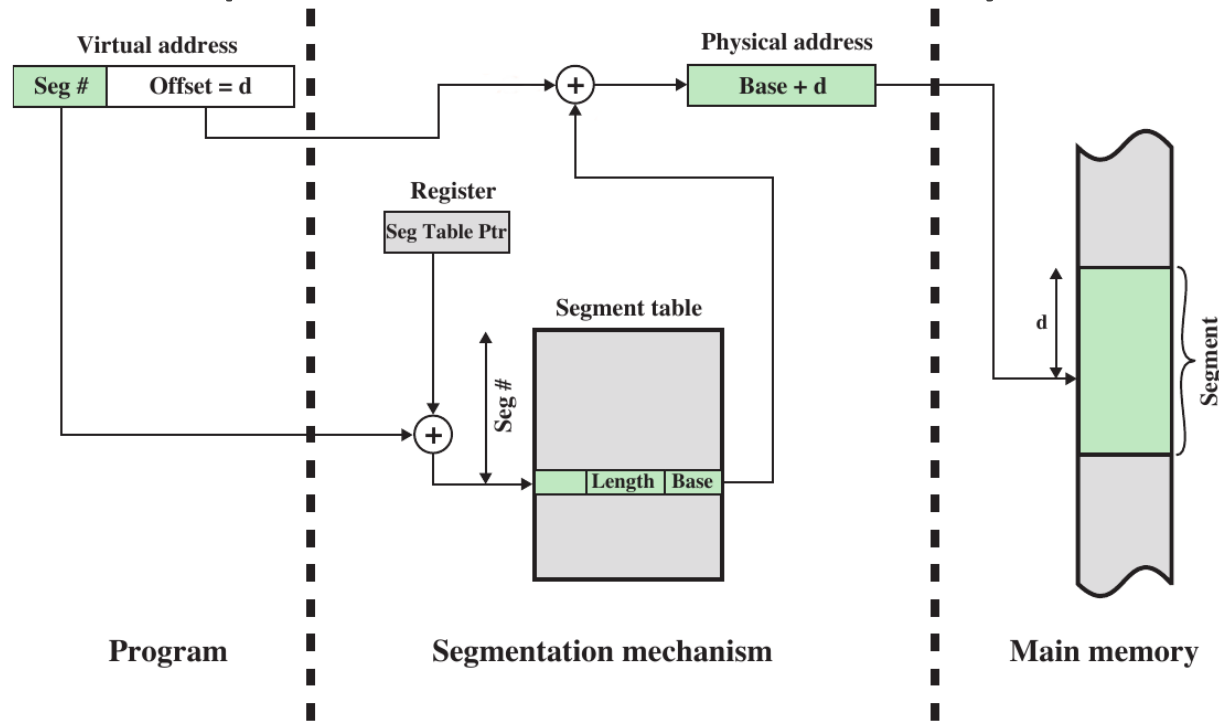 Virtual address
Seg #
Offset = d
+
Physical address
Base + d
Register
Seg Table Ptr
Segment table
Seg #
+
Length
Base
d
Segment
Program
Segmentation mechanism
Main memory